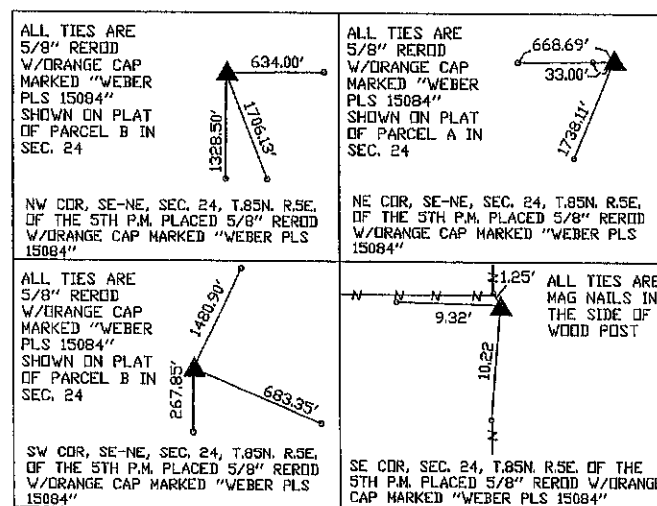 ALL TIES ARE
5/8" REROD
W/ORANGE CAP
MARKED "WEBER
PLS 15084"
SHOWN ON PLAT
OF PARCEL B IN
SEC. 24
634.00'
1706.13'
1328.50'
NW COR, SE-NE, SEC. 24, T.85N. R.5E.
OF THE 5TH P.M. PLACED 5/8" REROD
W/ORANGE CAP MARKED "WEBER PLS
15084"
ALL TIES ARE
5/8" REROD
W/ORANGE CAP
MARKED "WEBER
PLS 15084"
SHOWN ON PLAT
OF PARCEL A IN
SEC. 24
668.69'
33.00'
1738.11'
NE COR, SE-NE, SEC. 24, T.85N. R.5E.
OF THE 5TH P.M. PLACED 5/8" REROD
W/ORANGE CAP MARKED "WEBER PLS
15084"
ALL TIES ARE
5/8" REROD
W/ORANGE CAP
MARKED "WEBER
PLS 15084"
SHOWN ON PLAT
OF PARCEL B IN
SEC. 24
1480.90'
683.35'
267.85'
SW COR, SE-NE, SEC. 24, T.85N. R.5E.
OF THE 5TH P.M. PLACED 5/8" REROD
W/ORANGE CAP MARKED "WEBER PLS
15084"
1.25'
ALL TIES ARE
MAG NAILS IN
THE SIDE OF
WOOD POST
9.32'
10.22
SE COR, SEC. 24, T.85N. R.5E. OF THE
5TH P.M. PLACED 5/8" REROD W/ORANGE
CAP MARKED "WEBER PLS 15084"